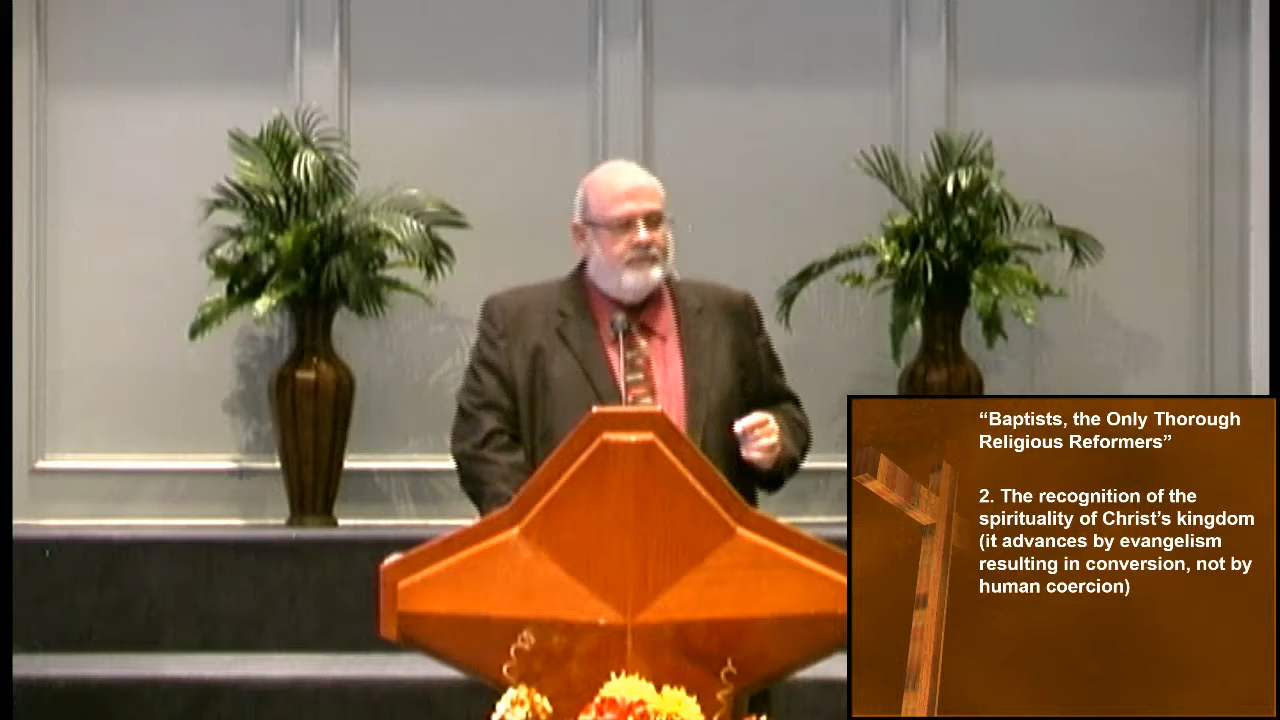 “Baptists, the Only Thorough
Religious Reformers”
2. The recognition of the
spirituality of Christ’s kingdom
(it advances by evangelism
resulting in conversion, not by
human coercion)